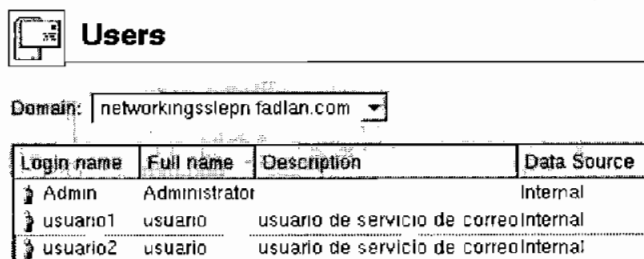 Users
Domain: networkingsslepn fadlan.com
Login name Full name Description Data Source
Admin Administrator Internal
usuario1 usuario usuario de servicio de correo Internal
usuario2 usuario usuario de servicio de correo Internal